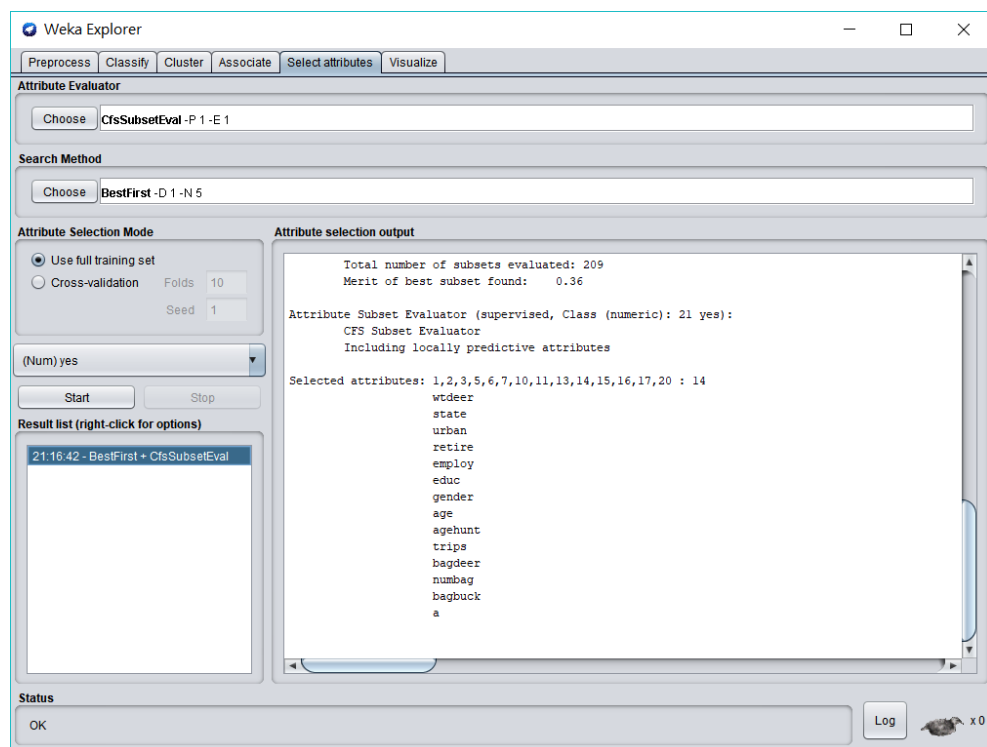 Weka Explorer
Preprocess Classify Cluster Associate Select attributes Visualize
Attribute Evaluator
Choose CfsSubsetEval -P 1 -E 1
Search Method
Choose BestFirst -D 1 -N 5
Attribute Selection Mode
Use full training set
Cross-validation Folds 10
Seed 1
(Num) yes
Start Stop
Result list (right-click for options)
21:16:42 - BestFirst + CfsSubsetEval
Attribute selection output
Total number of subsets evaluated: 209
Merit of best subset found: 0.36
Attribute Subset Evaluator (supervised, Class (numeric): 21 yes):
CFS Subset Evaluator
Including locally predictive attributes
Selected attributes: 1,2,3,5,6,7,10,11,13,14,15,16,17,20 : 14
wtdeer
state
urban
retire
employ
educ
gender
age
agehunt
trips
bagdeer
numbag
bagbuck
a
Status
OK
Log
x 0